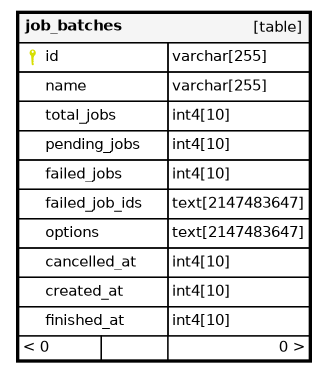 job_batches [table]
id varchar[255]
name varchar[255]
total_jobs int4[10]
pending_jobs int4[10]
failed_jobs int4[10]
failed_job_ids text[2147483647]
options text[2147483647]
cancelled_at int4[10]
created_at int4[10]
finished_at int4[10]
< 0 0 >